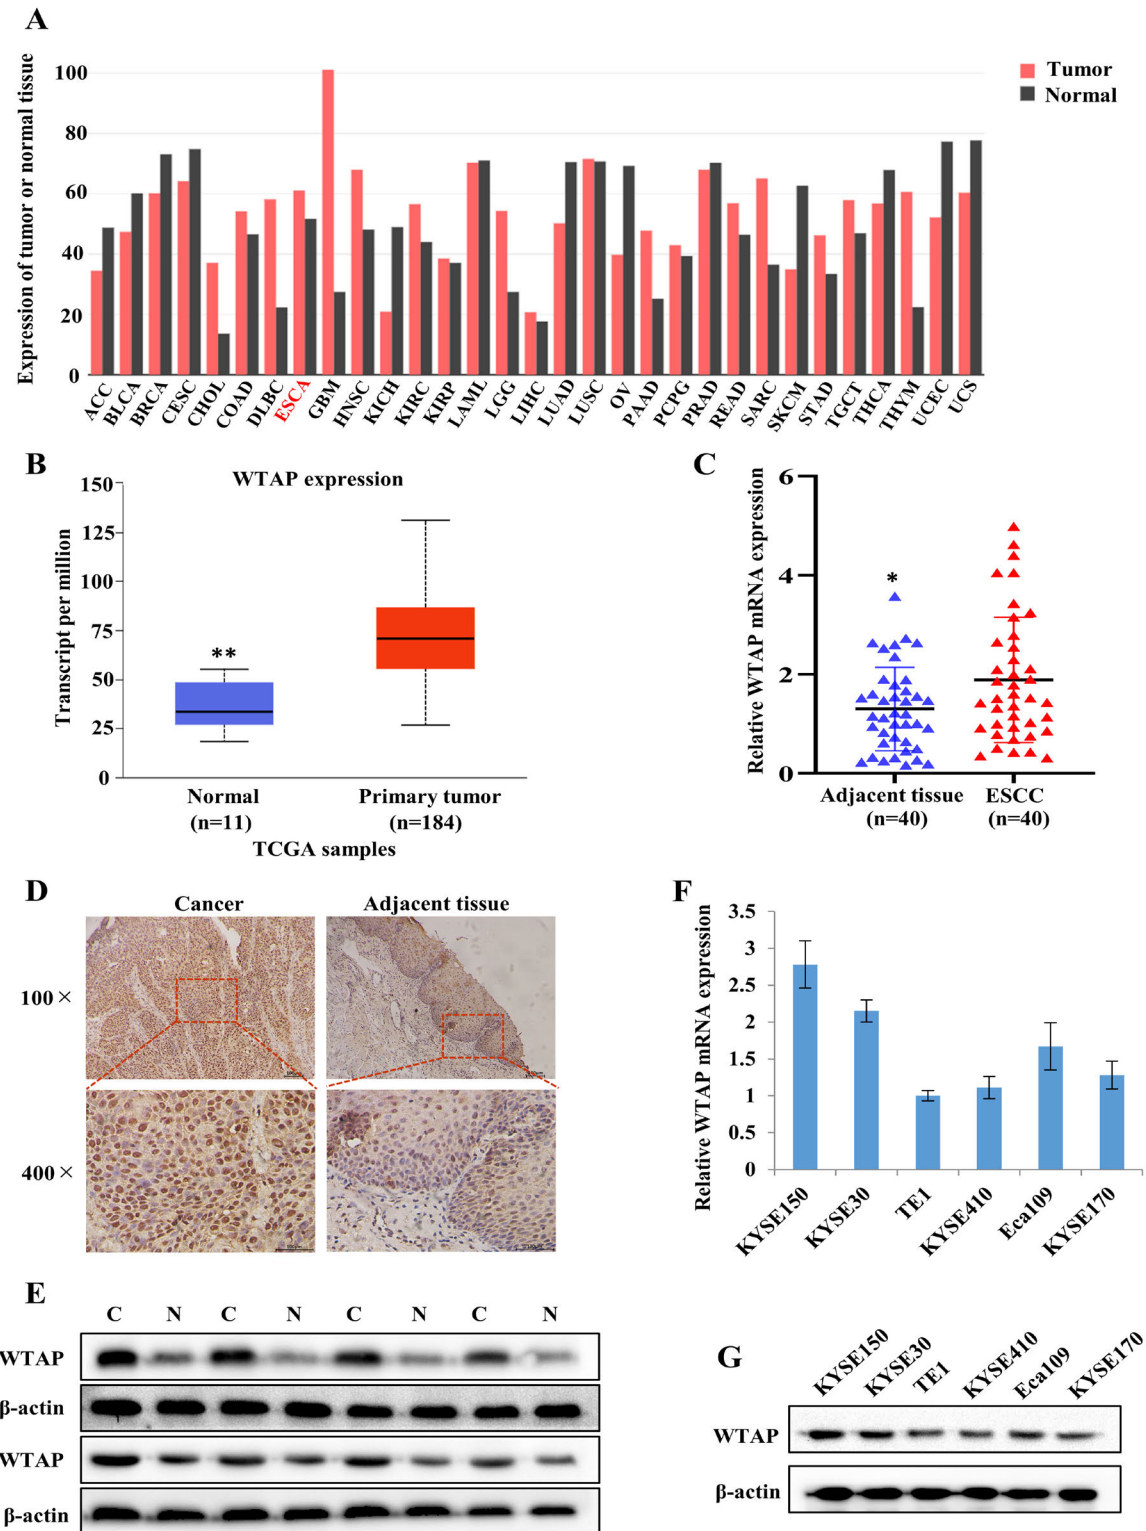 A
Expression of tumor or normal tissue
100
80
60
40
20
0
Tumor
Normal
ACC BLCA BRCA CESC CHOL COAD DLBC ESCA GBM HNSC KICH KIRC KIRP LAML LGG LIHC LUAD LUSC OV PAAD PCPG PRAD READ SARC SKCM STAD TGCT THCA THYM UCEC UCS
B
WTAP expression
Transcript per million
150
125
100
75
50
25
0
**
Normal Primary tumor
(n=11) (n=184)
TCGA samples
C
Relative WTAP mRNA expression
6
4
2
0
*
Adjacent tissue ESCC
(n=40) (n=40)
D
Cancer Adjacent tissue
100×
400×
E
C N C N C N C N
WTAP
β-actin
WTAP
β-actin
F
Relative WTAP mRNA expression
3.5
3
2.5
2
1.5
1
0.5
0
KYSE150 KYSE30 TE1 KYSE410 Eca109 KYSE170
G
KYSE150 KYSE30 TE1 KYSE410 Eca109 KYSE170
WTAP
β-actin